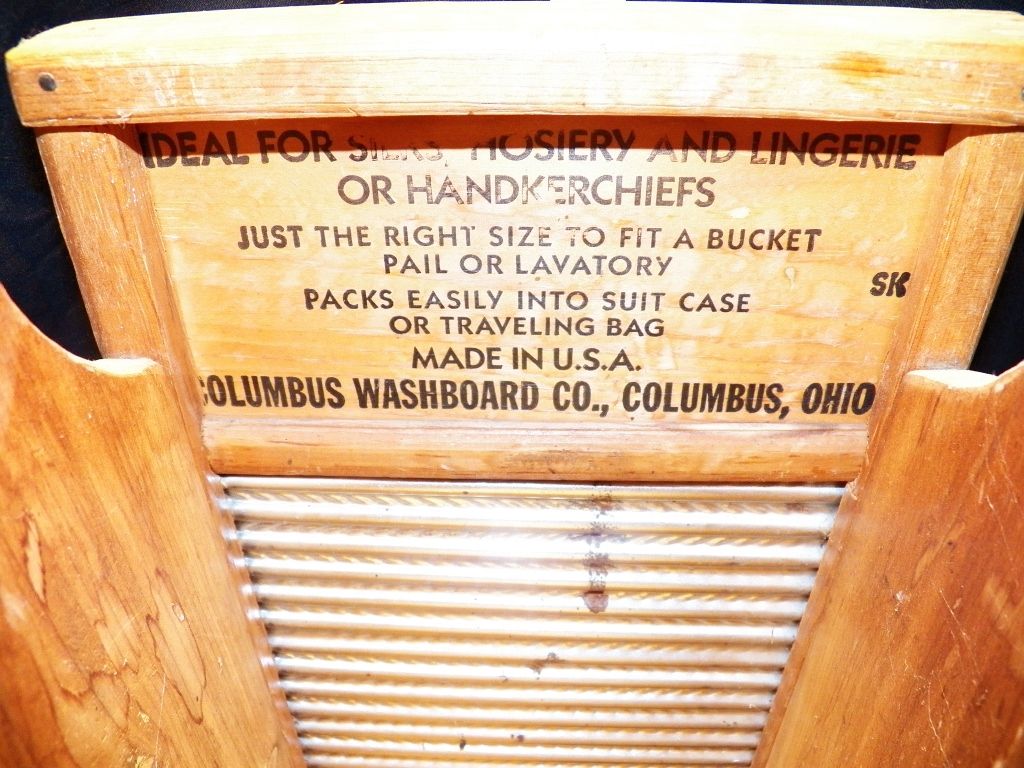 IDEAL FOR SILKS, HOSIERY AND LINGERIE
OR HANDKERCHIEFS
JUST THE RIGHT SIZE TO FIT A BUCKET
PAIL OR LAVATORY
SK
PACKS EASILY INTO SUIT CASE
OR TRAVELING BAG
MADE IN U.S.A.
COLUMBUS WASHBOARD CO., COLUMBUS, OHIO